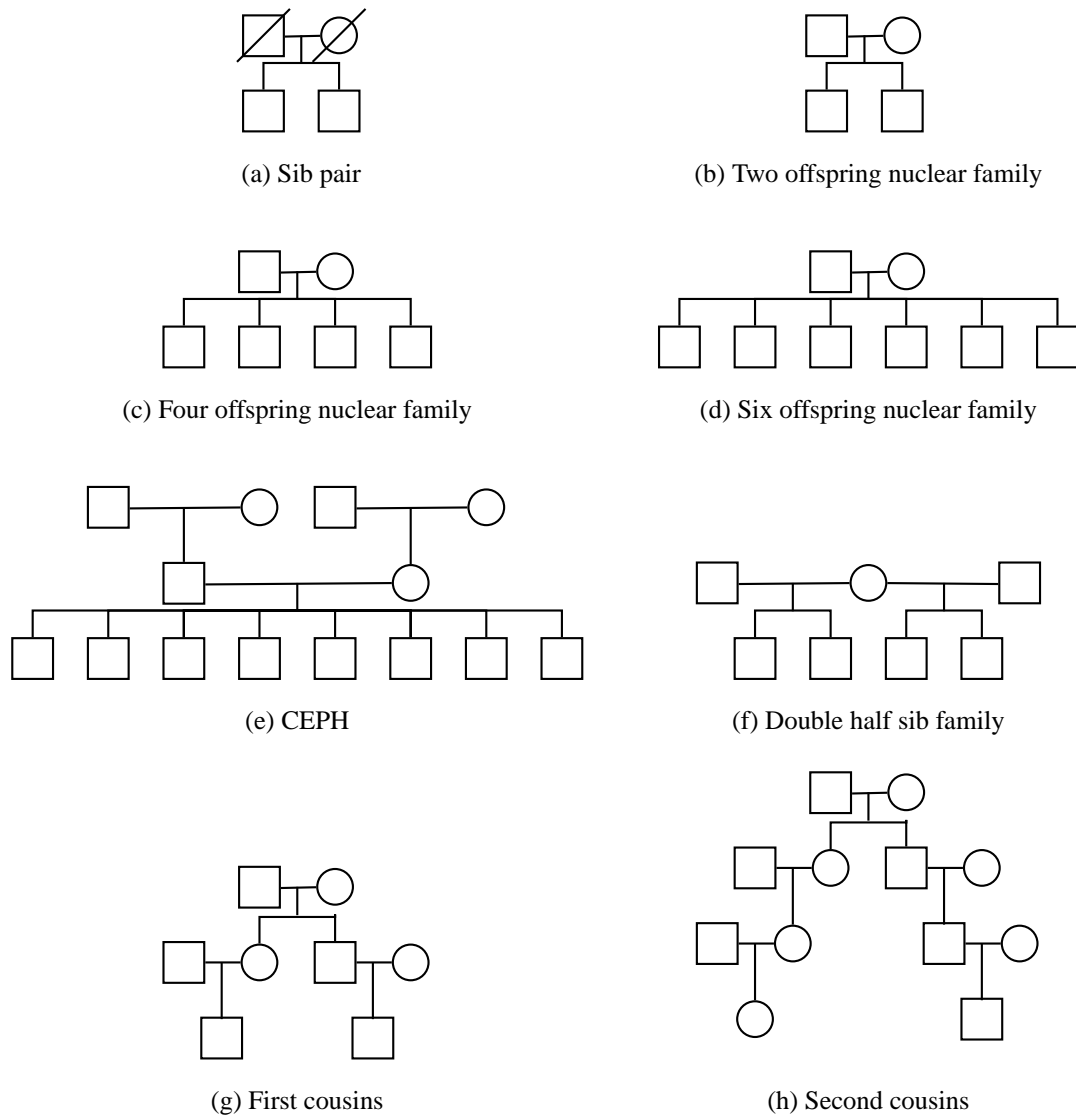 (a) Sib pair
(b) Two offspring nuclear family
(c) Four offspring nuclear family
(d) Six offspring nuclear family
(e) CEPH
(f) Double half sib family
(g) First cousins
(h) Second cousins